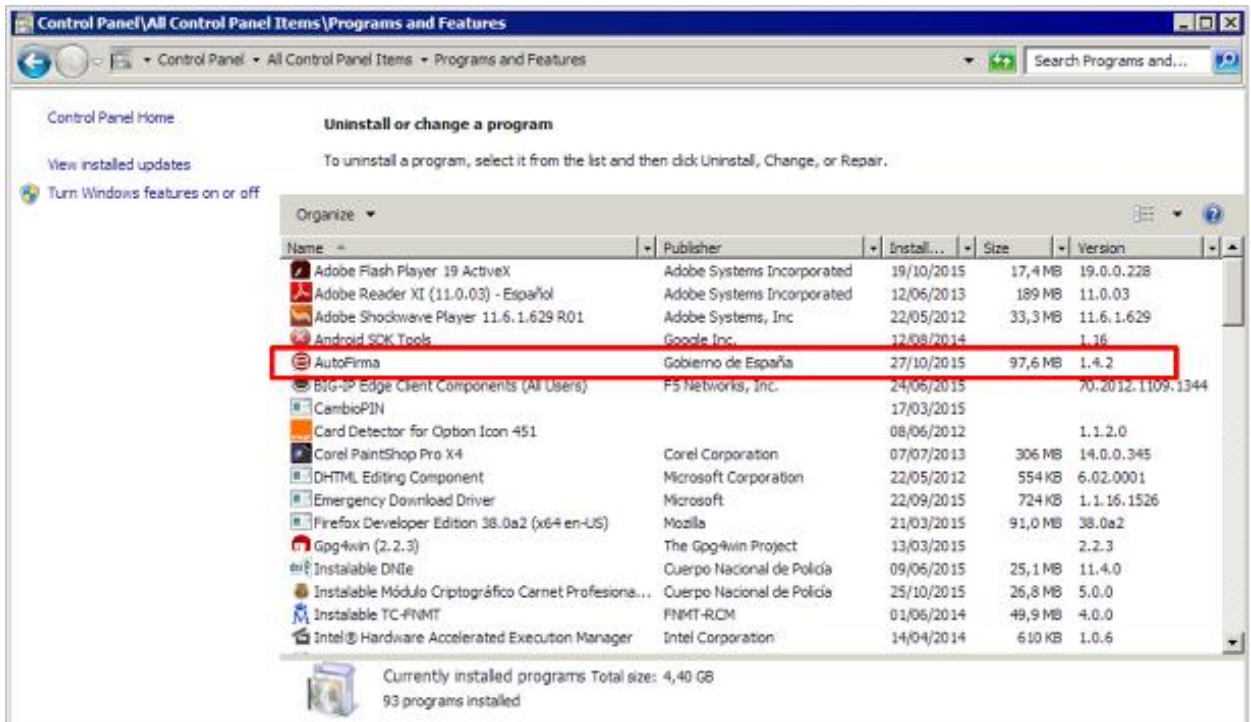 Control Panel\All Control Panel Items\Programs and Features
Control Panel All Control Panel Items Programs and Features Search Programs and...
Control Panel Home
View installed updates
Turn Windows features on or off
Uninstall or change a program
To uninstall a program, select it from the list and then click Uninstall, Change, or Repair.
Organize
Name Publisher Install... Size Version
Adobe Flash Player 19 ActiveX Adobe Systems Incorporated 19/10/2015 17,4 MB 19.0.0.228
Adobe Reader XI (11.0.03) - Español Adobe Systems Incorporated 12/06/2013 189 MB 11.0.03
Adobe Shockwave Player 11.6.1.629 R01 Adobe Systems, Inc 22/05/2012 33,3 MB 11.6.1.629
Android SDK Tools Google Inc. 12/08/2014 1.16
AutoFirma Gobierno de España 27/10/2015 97,6 MB 1.4.2
BIG-IP Edge Client Components (All Users) F5 Networks, Inc. 24/06/2015 70.2012.1109.1344
CambioPIN 17/03/2015
Card Detector for Option Icon 451 08/06/2012 1.1.2.0
Corel PaintShop Pro X4 Corel Corporation 07/07/2013 306 MB 14.0.0.345
DHTML Editing Component Microsoft Corporation 22/05/2012 554 KB 6.02.0001
Emergency Download Driver Microsoft 22/09/2015 724 KB 1.1.16.1526
Firefox Developer Edition 38.0a2 (x64 en-US) Mozilla 21/03/2015 91,0 MB 38.0a2
Gpg4win (2.2.3) The Gpg4win Project 13/03/2015 2.2.3
Instalable DNIe Cuerpo Nacional de Policía 09/06/2015 25,1 MB 11.4.0
Instalable Módulo Criptográfico Carnet Profesiona... Cuerpo Nacional de Policía 25/10/2015 26,8 MB 5.0.0
Instalable TC-FNMT FNMT-RCM 01/06/2014 49,9 MB 4.0.0
Intel® Hardware Accelerated Execution Manager Intel Corporation 14/04/2014 610 KB 1.0.6
Currently installed programs Total size: 4,40 GB
93 programs installed